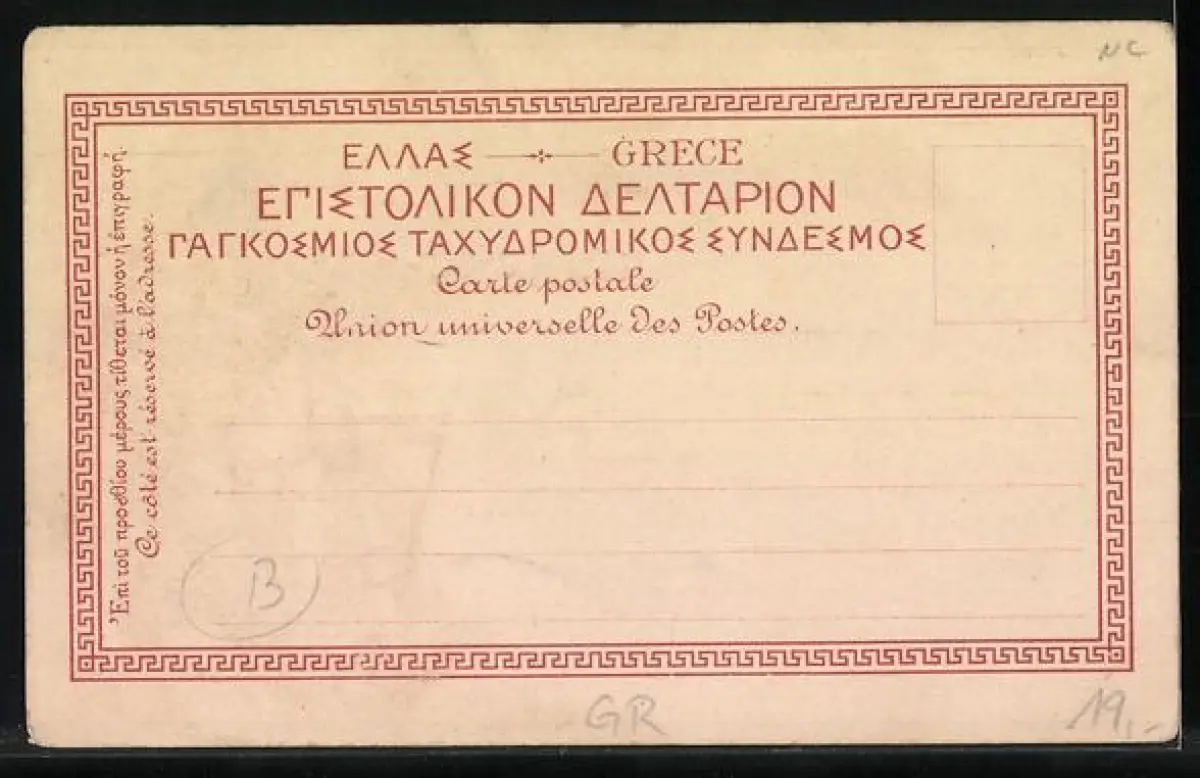 NC
ΕΛΛΑΣ — GRECE
ΕΠΙΣΤΟΛΙΚΟΝ ΔΕΛΤΑΡΙΟΝ
ΠΑΓΚΟΣΜΙΟΣ ΤΑΧΥΔΡΟΜΙΚΟΣ ΣΥΝΔΕΣΜΟΣ
Carte postale
Union universelle des Postes.
Ἐπὶ τοῦ προσθίου μέρους τίθεται μόνον ἡ ἐπιγραφή.
Ce côté est réservé à l'adresse.
B
GR
19,-